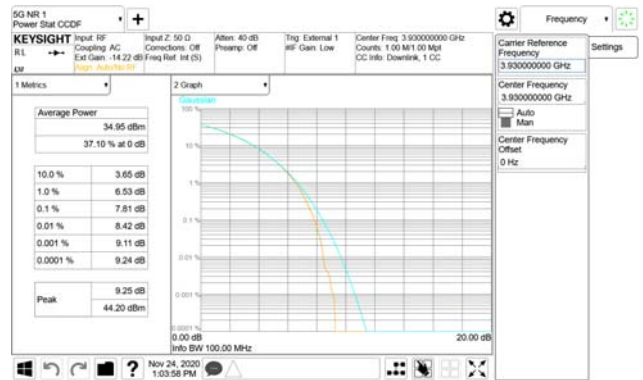 5G NR 1
Power Stat CCDF
Frequency
KEYSIGHT
RL
Input: RF
Coupling: AC
Ext Gain: -14.22 dB
Align: Auto/No RF
Input Z: 50 Ω
Corrections: Off
Freq Ref: Int (S)
Atten: 40 dB
Preamp: Off
Trig: External 1
#IF Gain: Low
Center Freq: 3.930000000 GHz
Counts: 1.00 M/1.00 Mpt
CC Info: Downlink, 1 CC
Carrier Reference
Frequency
3.930000000 GHz
Settings
Center Frequency
3.930000000 GHz
Auto
Man
Center Frequency
Offset
0 Hz
1 Metrics
Average Power
34.95 dBm
37.10 % at 0 dB
10.0 % 3.65 dB
1.0 % 6.53 dB
0.1 % 7.81 dB
0.01 % 8.42 dB
0.001 % 9.11 dB
0.0001 % 9.24 dB
Peak
9.25 dB
44.20 dBm
2 Graph
Gaussian
100 %
10 %
1 %
0.1 %
0.01 %
0.001 %
0.0001 %
0.00 dB
20.00 dB
Info BW 100.00 MHz
?
Nov 24, 2020
1:03:58 PM